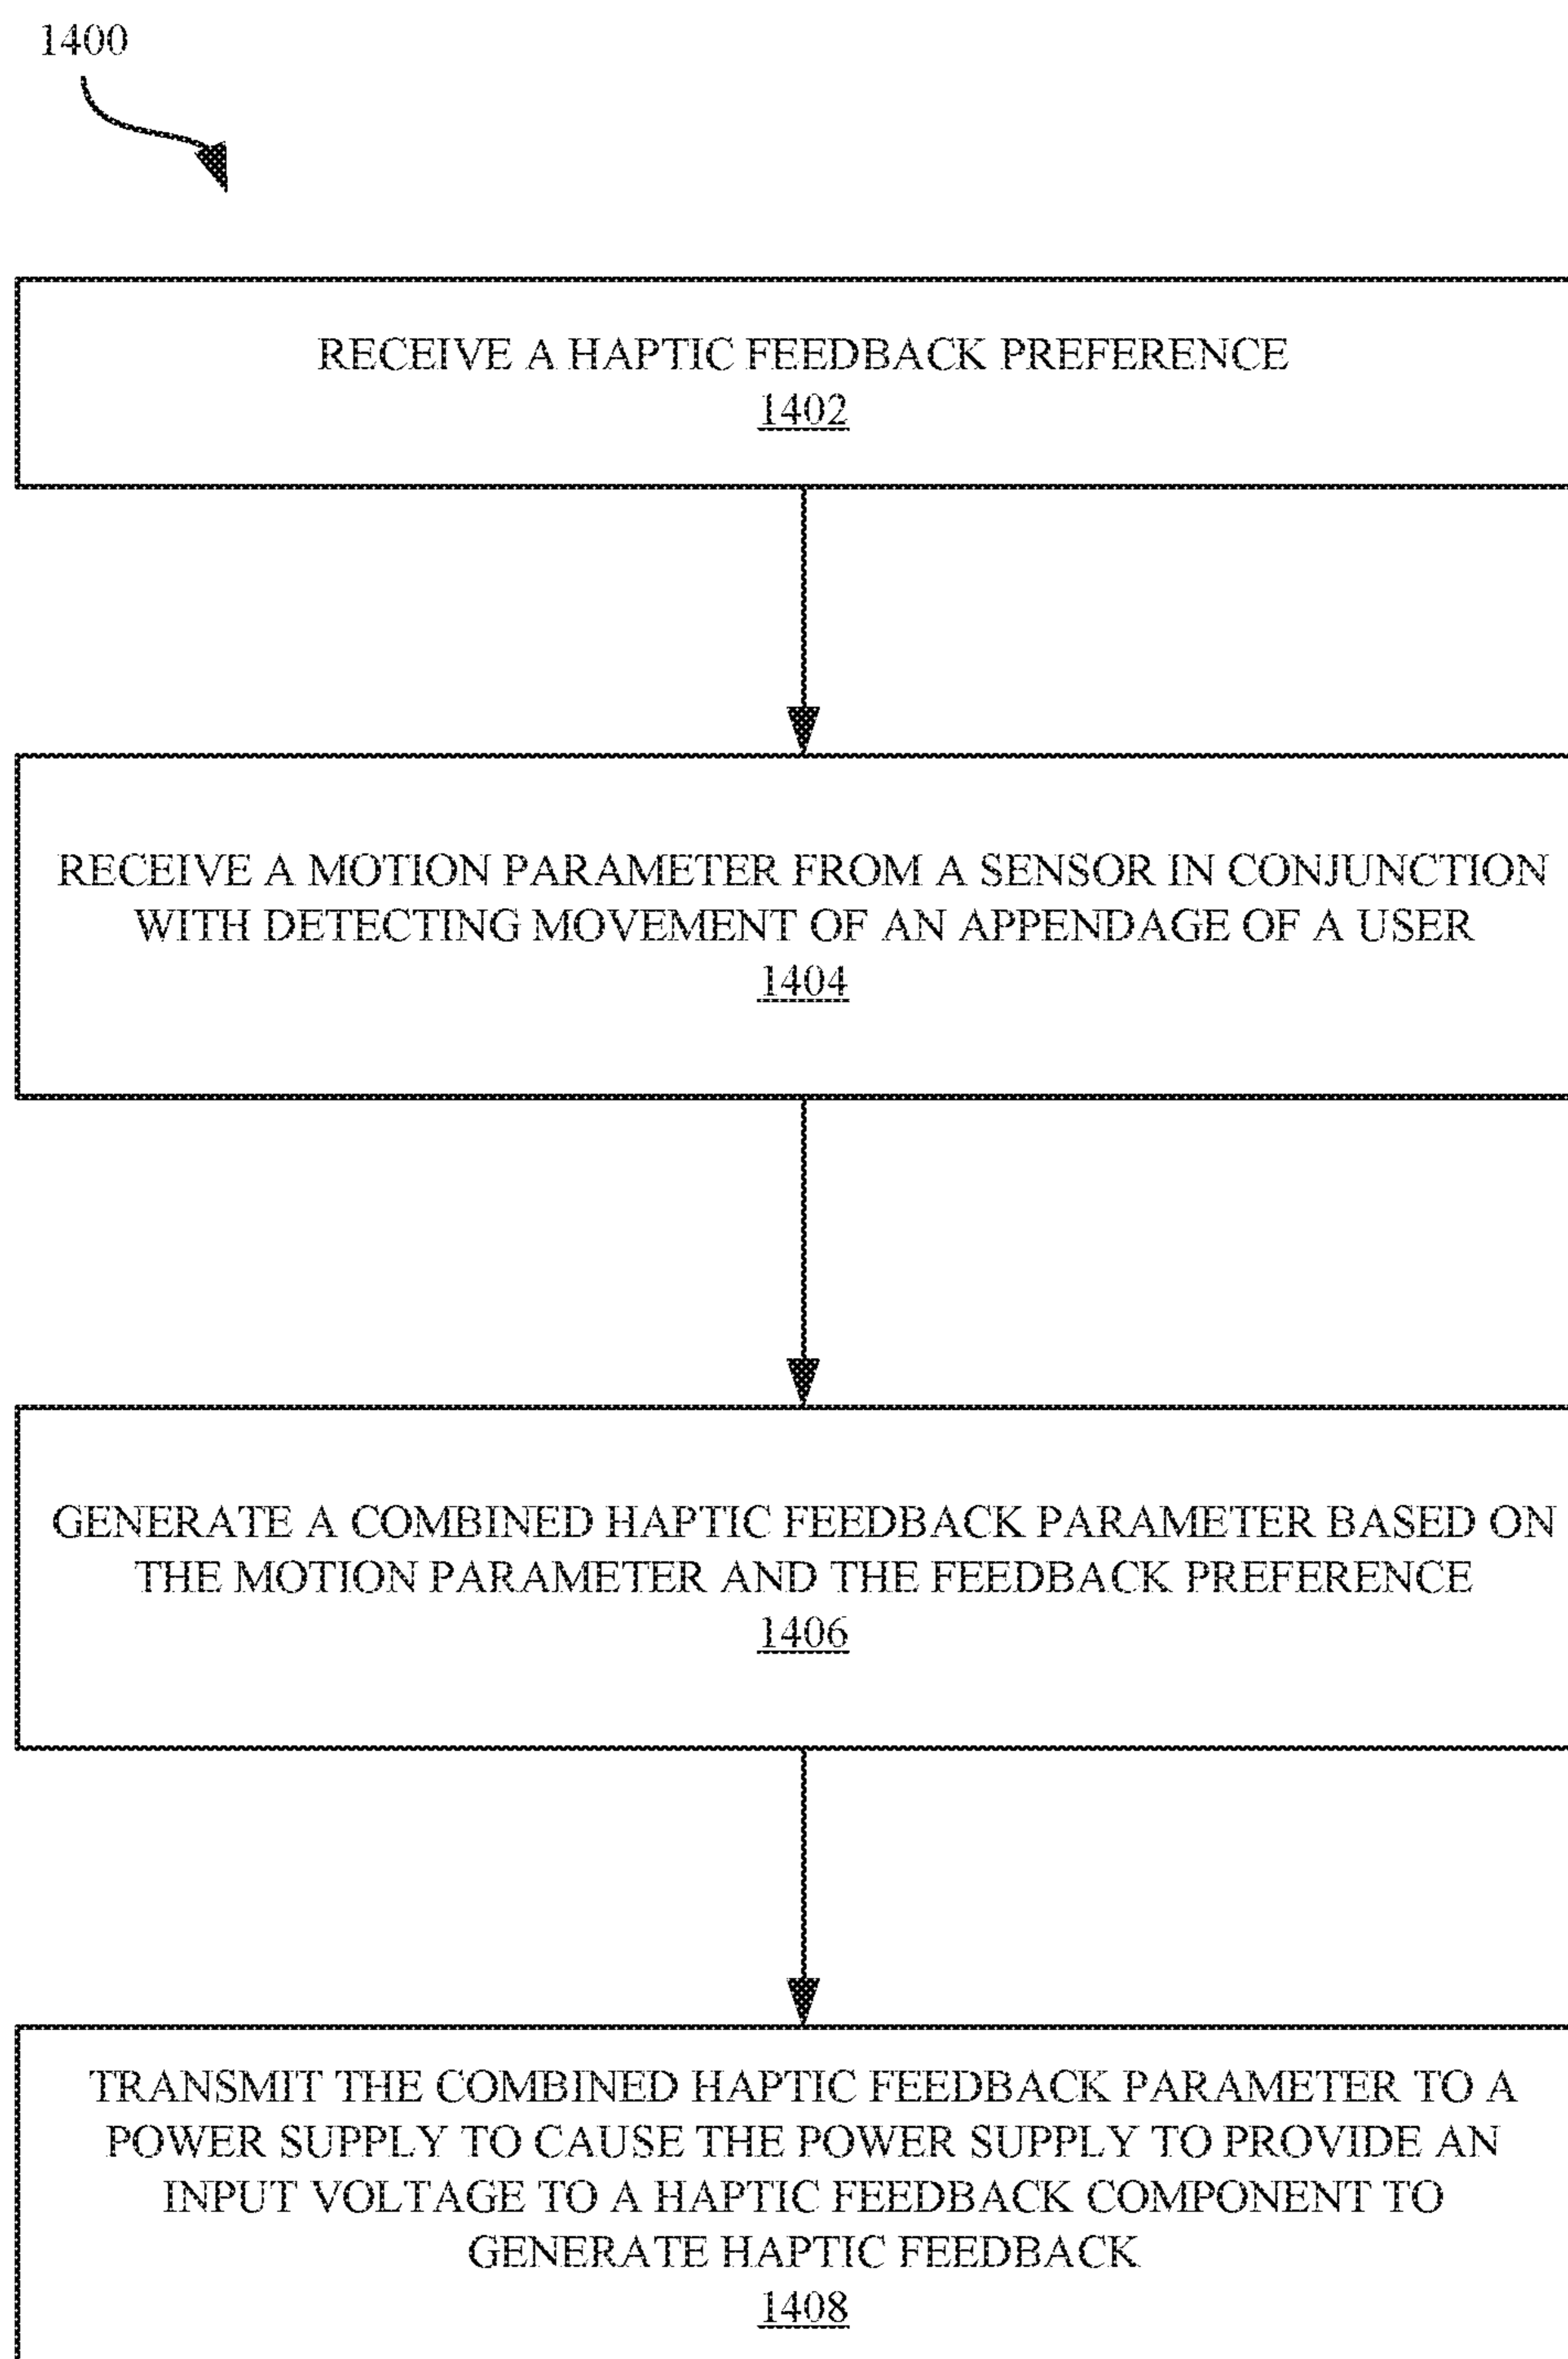 1400
RECEIVE A HAPTIC FEEDBACK PREFERENCE
1402
RECEIVE A MOTION PARAMETER FROM A SENSOR IN CONJUNCTION
WITH DETECTING MOVEMENT OF AN APPENDAGE OF A USER
1404
GENERATE A COMBINED HAPTIC FEEDBACK PARAMETER BASED ON
THE MOTION PARAMETER AND THE FEEDBACK PREFERENCE
1406
TRANSMIT THE COMBINED HAPTIC FEEDBACK PARAMETER TO A
POWER SUPPLY TO CAUSE THE POWER SUPPLY TO PROVIDE AN
INPUT VOLTAGE TO A HAPTIC FEEDBACK COMPONENT TO
GENERATE HAPTIC FEEDBACK
1408